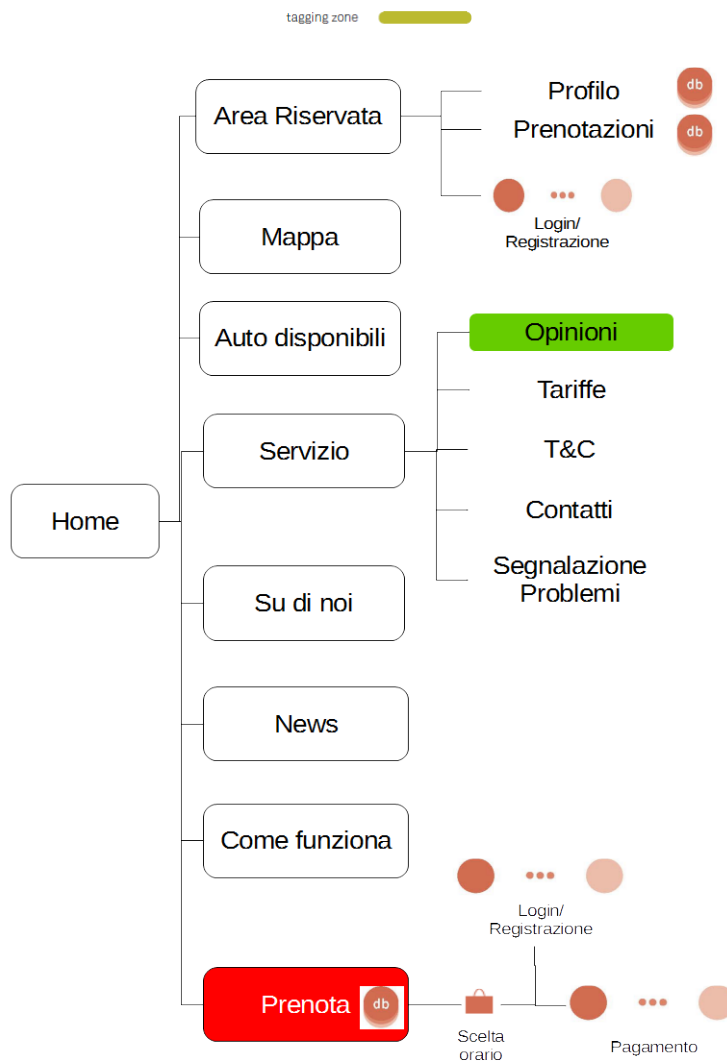 tagging zone
Area Riservata
Profilo
db
Prenotazioni
db
Login/
Registrazione
Mappa
Auto disponibili
Opinioni
Tariffe
Servizio
T&C
Contatti
Home
Segnalazione
Problemi
Su di noi
News
Come funziona
Login/
Registrazione
Prenota
db
Scelta
orario
Pagamento